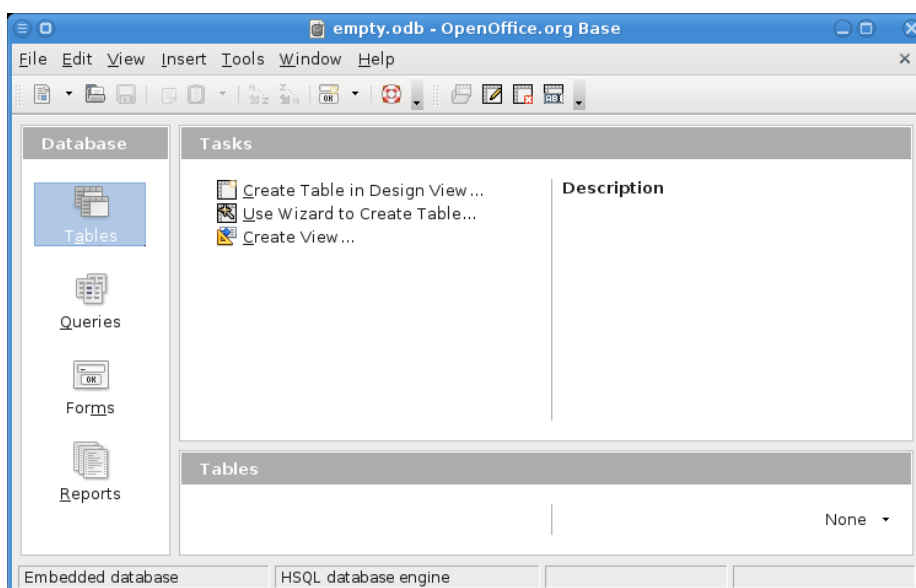 empty.odb - OpenOffice.org Base
File Edit View Insert Tools Window Help
Database
Tables
Queries
Forms
Reports
Tasks
Create Table in Design View...
Use Wizard to Create Table...
Create View...
Description
Tables
None
Embedded database
HSQL database engine